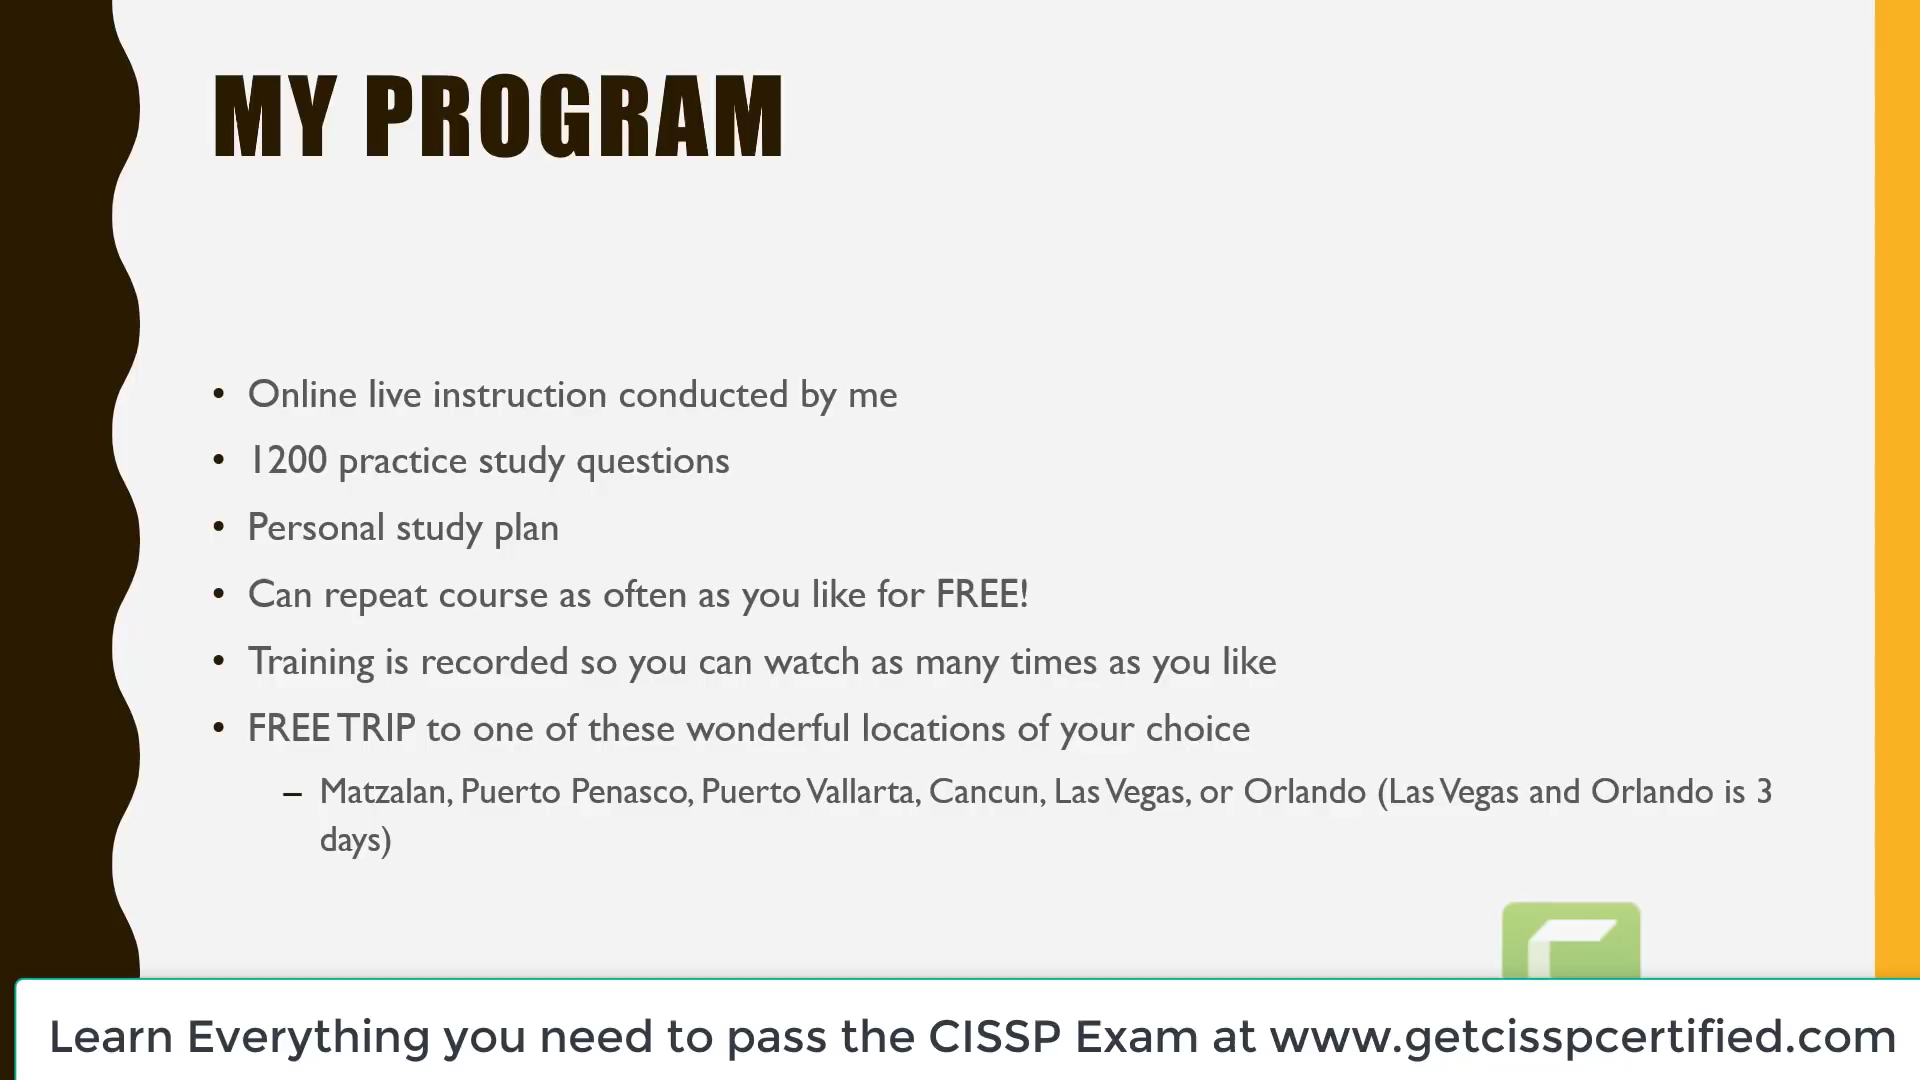 MY PROGRAM
• Online live instruction conducted by me
• 1200 practice study questions
• Personal study plan
• Can repeat course as often as you like for FREE!
• Training is recorded so you can watch as many times as you like
• FREE TRIP to one of these wonderful locations of your choice
– Matzalan, Puerto Penasco, Puerto Vallarta, Cancun, Las Vegas, or Orlando (Las Vegas and Orlando is 3
days)
Learn Everything you need to pass the CISSP Exam at www.getcisspcertified.com